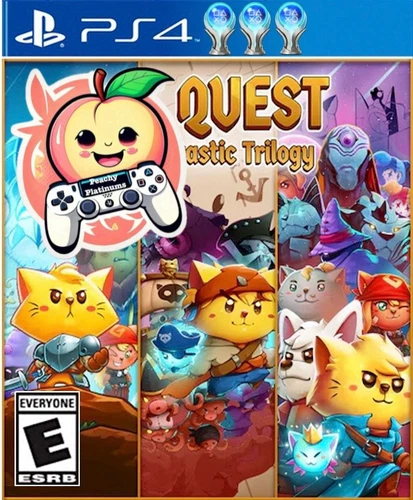 PS4
QUEST
astic Trilogy
Peachy
Platinums
EVERYONE
E
ESRB